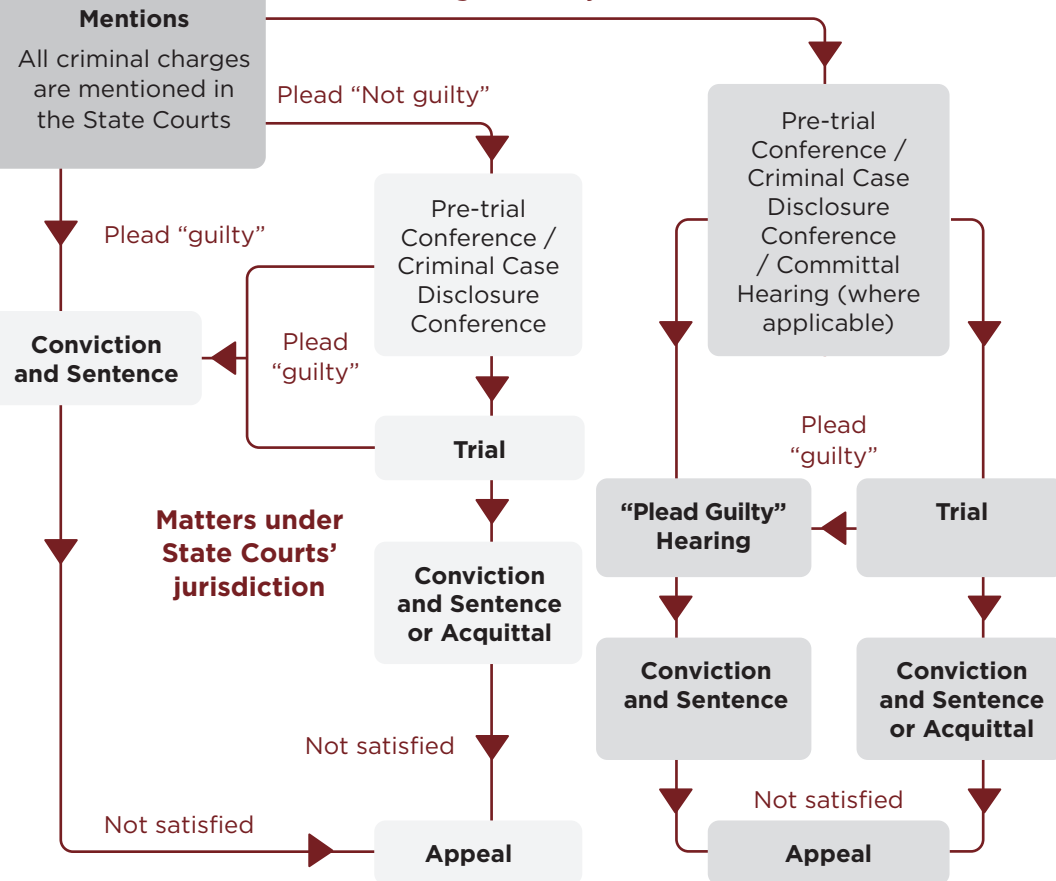 Mentions
All criminal charges
are mentioned in
the State Courts
Plead “Not guilty”
Plead “guilty”
Pre-trial
Conference /
Criminal Case
Disclosure
Conference
Conviction
and Sentence
Plead
“guilty”
Trial
Matters under
State Courts’
jurisdiction
Conviction
and Sentence
or Acquittal
Not satisfied
Not satisfied
Appeal
Pre-trial
Conference /
Criminal Case
Disclosure
Conference
/ Committal
Hearing (where
applicable)
Plead
“guilty”
“Plead Guilty”
Hearing
Trial
Conviction
and Sentence
Conviction
and Sentence
or Acquittal
Not satisfied
Appeal